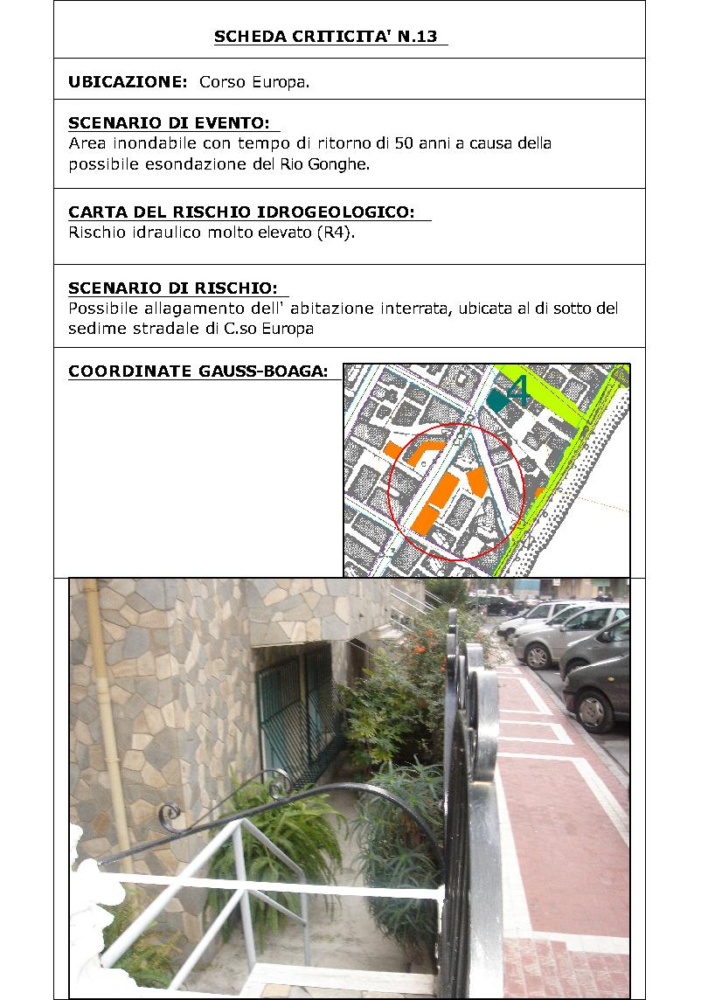 SCHEDA CRITICITA' N.13
UBICAZIONE: Corso Europa.
SCENARIO DI EVENTO:
Area inondabile con tempo di ritorno di 50 anni a causa della
possibile esondazione del Rio Gonghe.
CARTA DEL RISCHIO IDROGEOLOGICO:
Rischio idraulico molto elevato (R4).
SCENARIO DI RISCHIO:
Possibile allagamento dell' abitazione interrata, ubicata al di sotto del
sedime stradale di C.so Europa
COORDINATE GAUSS-BOAGA:
4